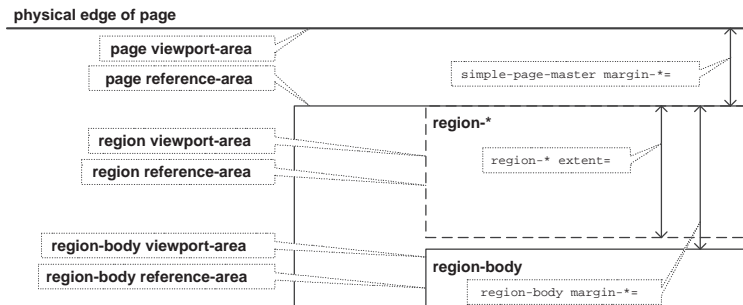 physical edge of page
page viewport-area
page reference-area
simple-page-master margin-*=
region-*
region viewport-area
region-* extent=
region reference-area
region-body viewport-area
region-body
region-body reference-area
region-body margin-*=